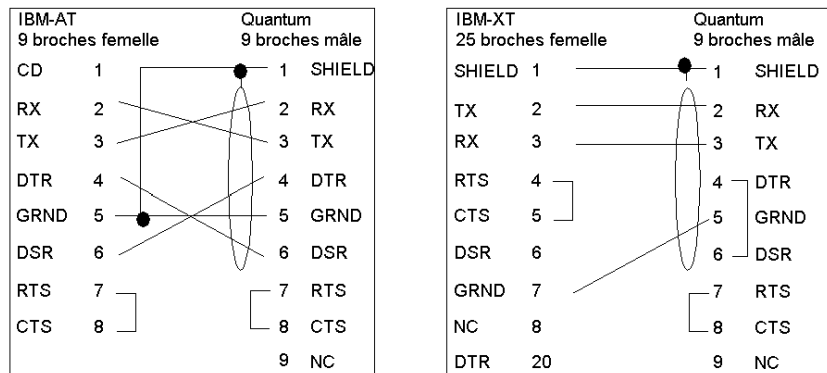 IBM-AT Quantum
9 broches femelle 9 broches mâle
CD 1 1 SHIELD
RX 2 2 RX
TX 3 3 TX
DTR 4 4 DTR
GRND 5 5 GRND
DSR 6 6 DSR
RTS 7 7 RTS
CTS 8 8 CTS
9 NC
IBM-XT Quantum
25 broches femelle 9 broches mâle
SHIELD 1 1 SHIELD
TX 2 2 RX
RX 3 3 TX
RTS 4 4 DTR
CTS 5 5 GRND
DSR 6 6 DSR
GRND 7 7 RTS
NC 8 8 CTS
DTR 20 9 NC